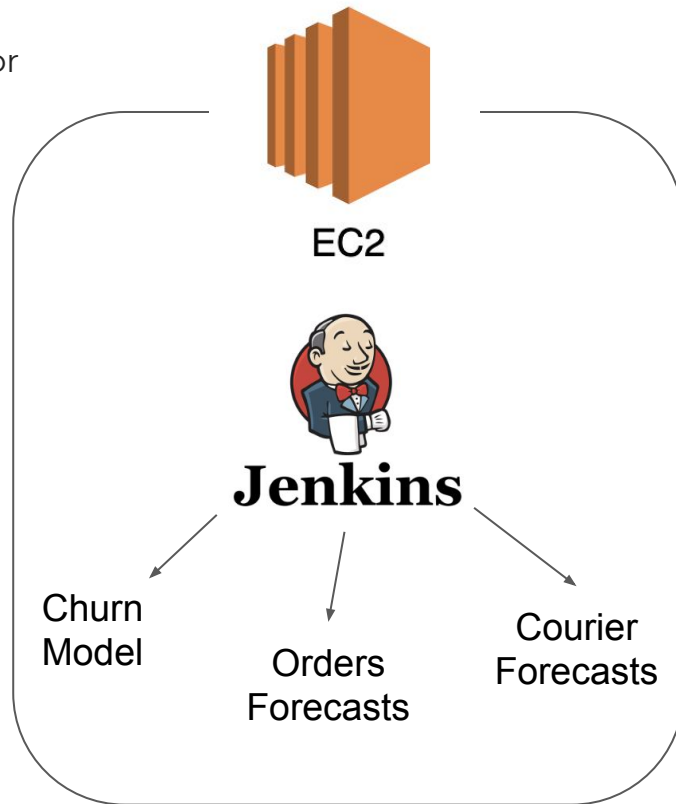 or
EC2
Jenkins
Churn
Model
Orders
Forecasts
Courier
Forecasts